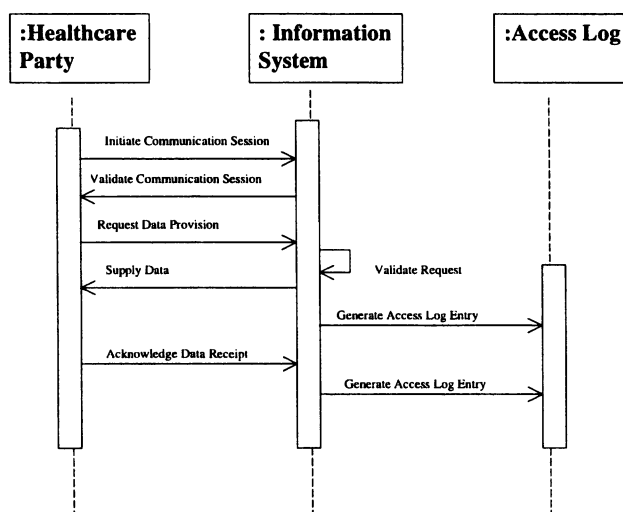 :Healthcare
Party
: Information
System
:Access Log
Initiate Communication Session
Validate Communication Session
Request Data Provision
Supply Data
Validate Request
Generate Access Log Entry
Acknowledge Data Receipt
Generate Access Log Entry